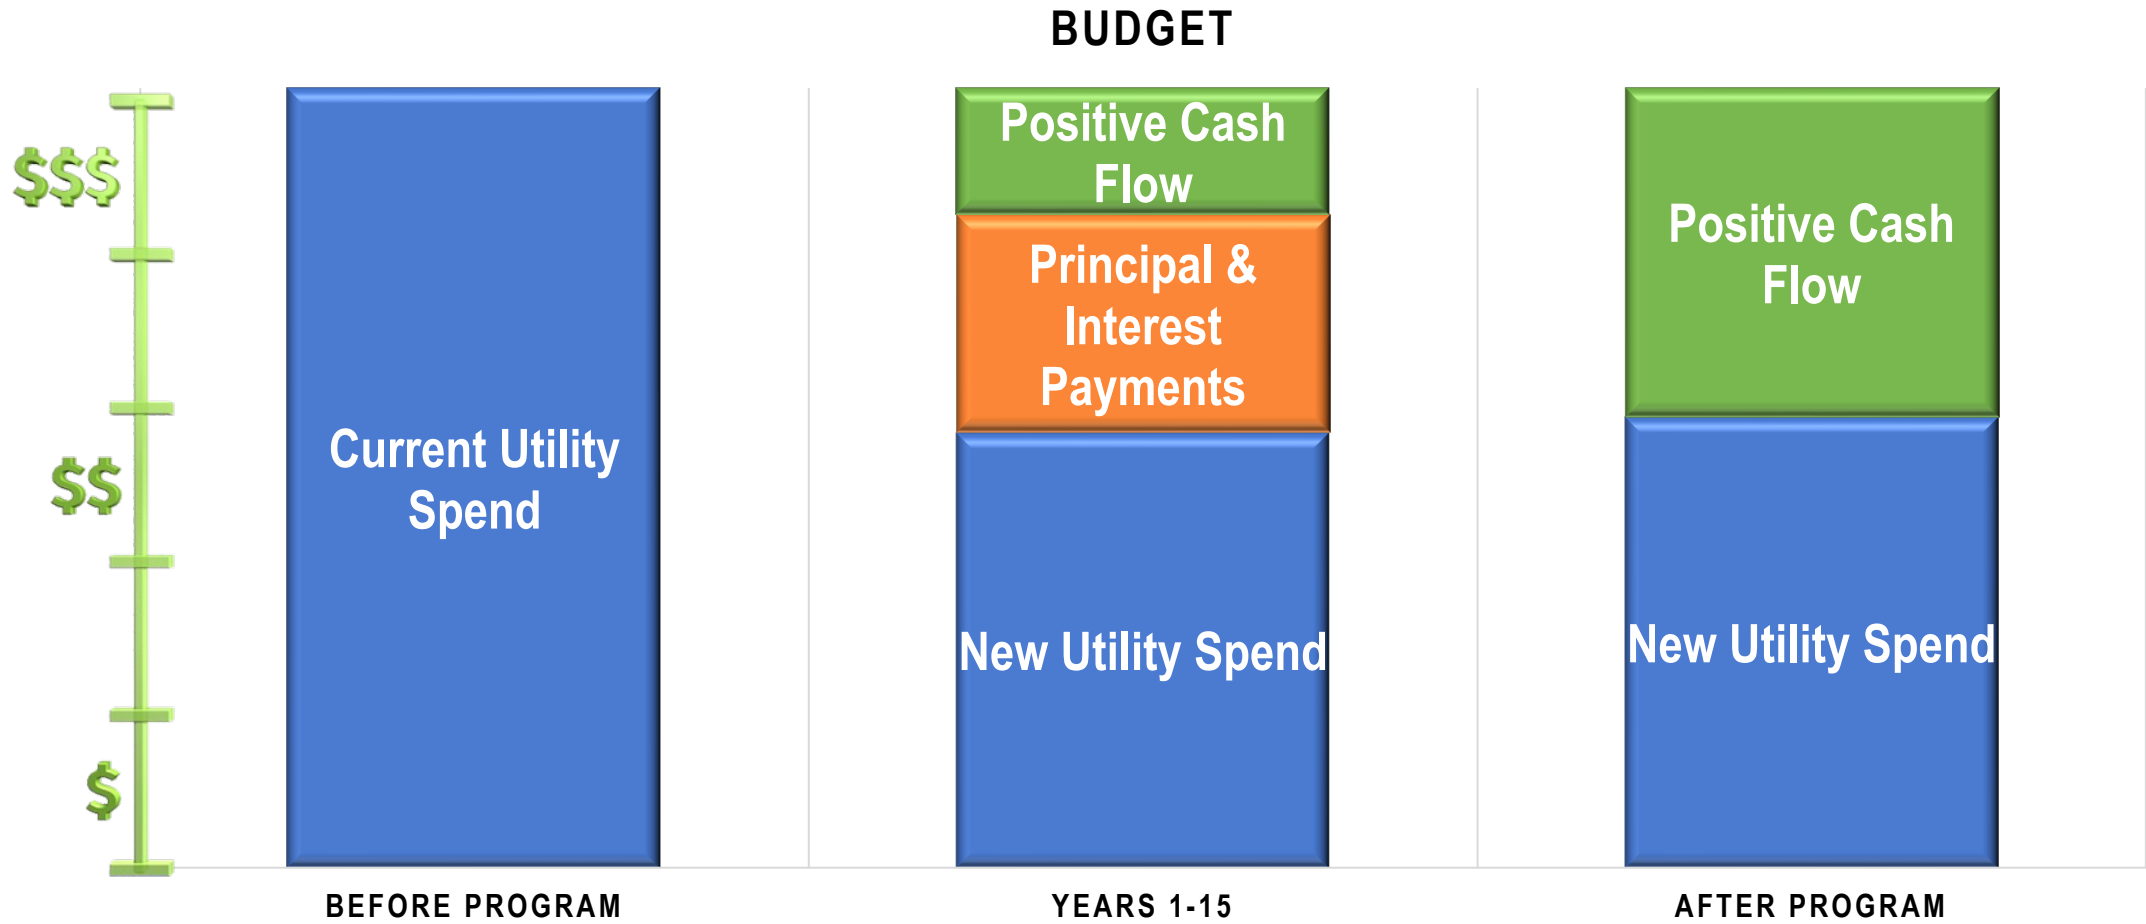 BUDGET
$$$
$$
$
Current Utility
Spend
Positive Cash
Flow
Principal &
Interest
Payments
New Utility Spend
Positive Cash
Flow
New Utility Spend
BEFORE PROGRAM
YEARS 1-15
AFTER PROGRAM